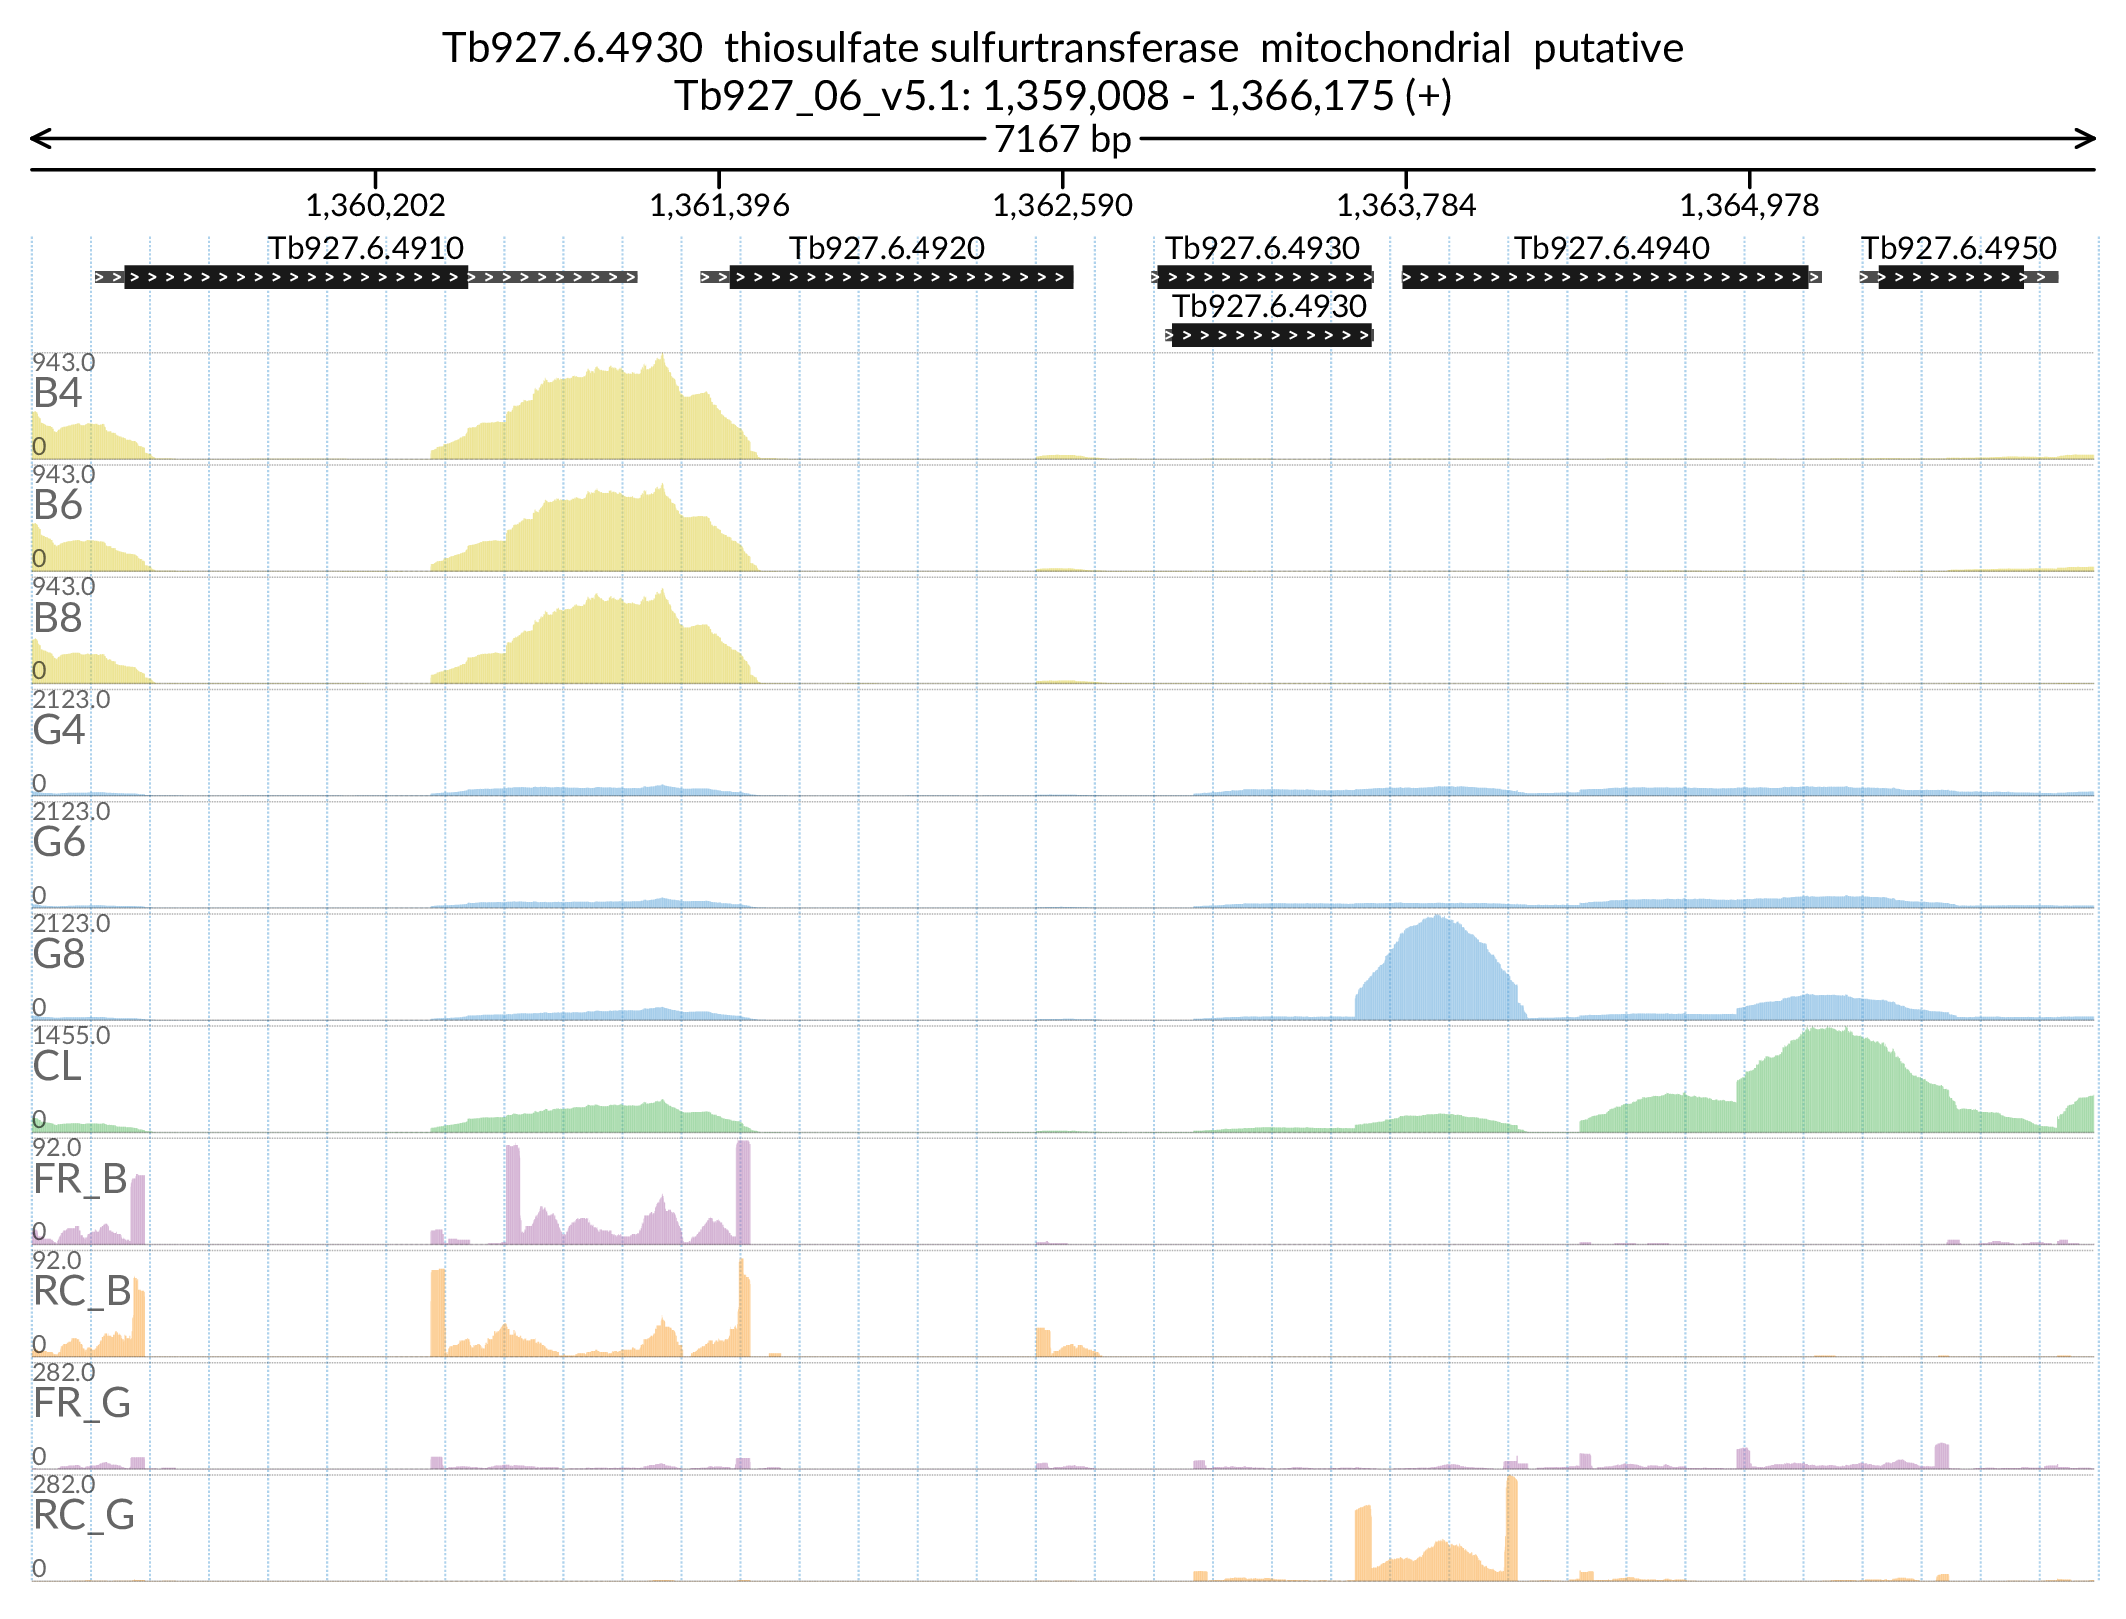 Tb927.6.4930 thiosulfate sulfurtransferase mitochondrial putative
Tb927_06_v5.1: 1,359,008 - 1,366,175 (+)
7167 bp
1,360,202 1,361,396 1,362,590 1,363,784 1,364,978
Tb927.6.4910 Tb927.6.4920 Tb927.6.4930 Tb927.6.4940 Tb927.6.4950
Tb927.6.4930
943.0
B4
0
943.0
B6
0
943.0
B8
0
2123.0
G4
0
2123.0
G6
0
2123.0
G8
0
1455.0
CL
0
92.0
FR_B
0
92.0
RC_B
0
282.0
FR_G
0
282.0
RC_G
0